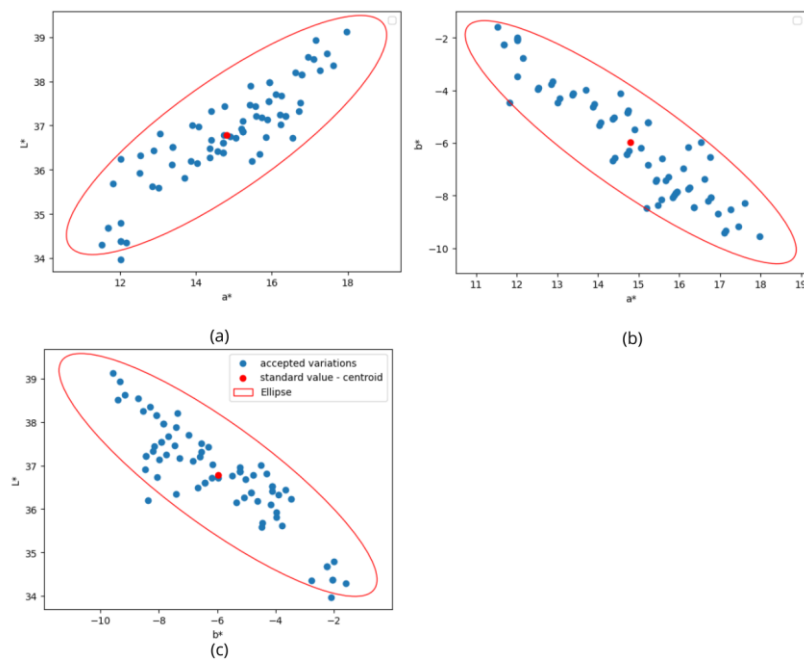 39
38
37
36
35
34
L*
12
14
16
18
a*
(a)
−2
−4
−6
−8
−10
b*
11
12
13
14
15
16
17
18
19
a*
(b)
39
38
37
36
35
34
L*
accepted variations
standard value - centroid
Ellipse
−10
−8
−6
−4
−2
b*
(c)